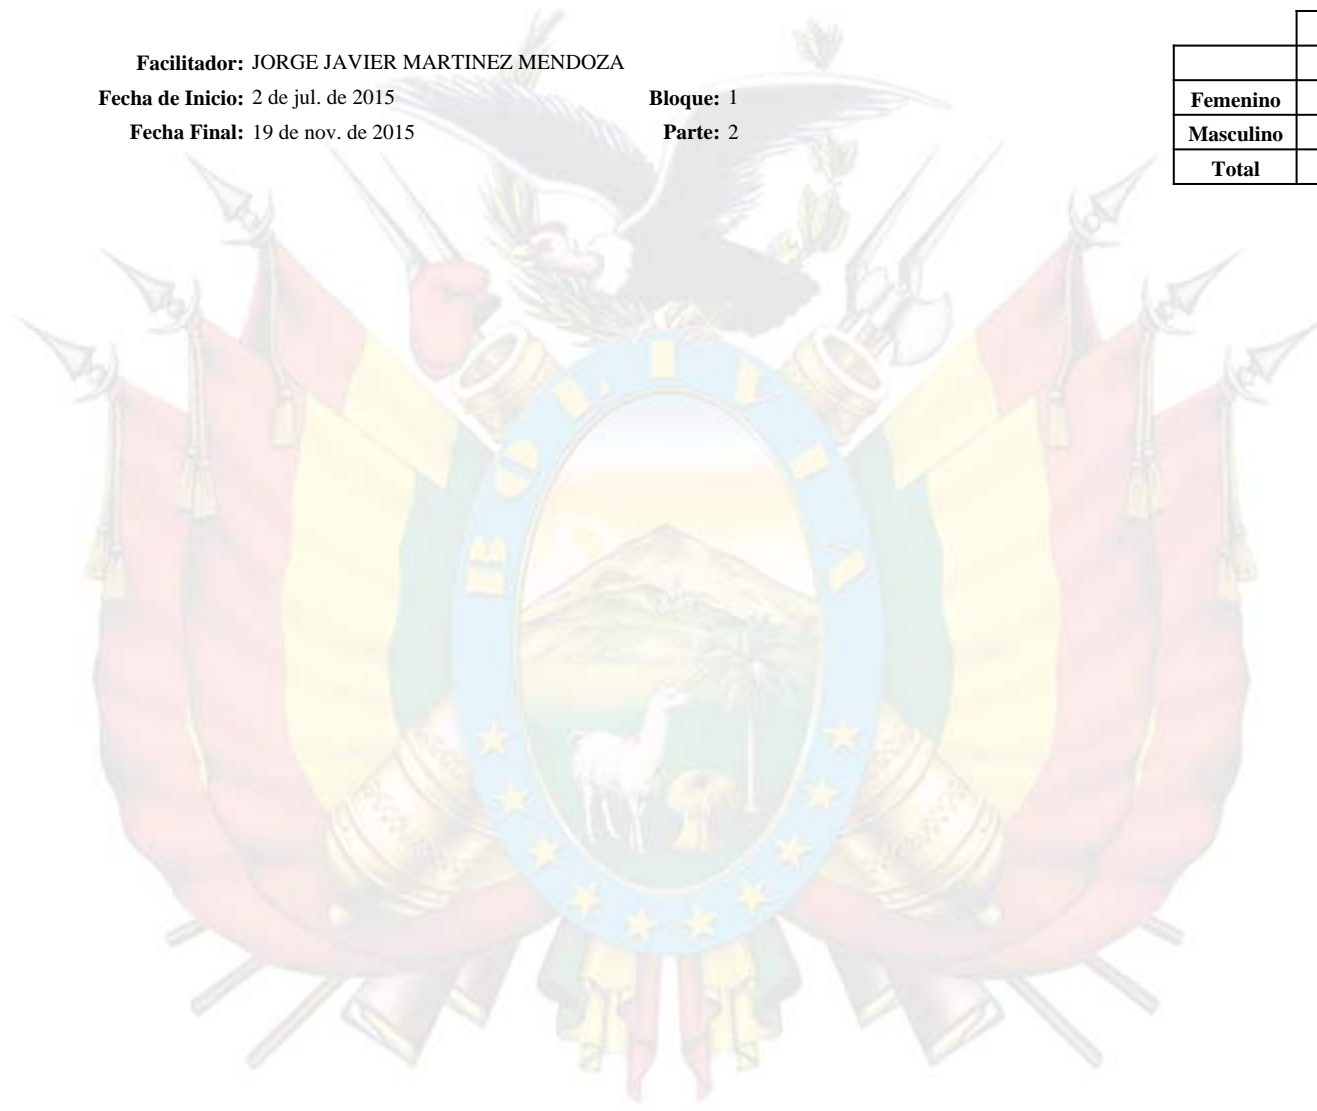 Facilitador: JORGE JAVIER MARTINEZ MENDOZA
Fecha de Inicio: 2 de jul. de 2015 Bloque: 1
Fecha Final: 19 de nov. de 2015 Parte: 2
Femenino
Masculino
Total
BOLIVIA